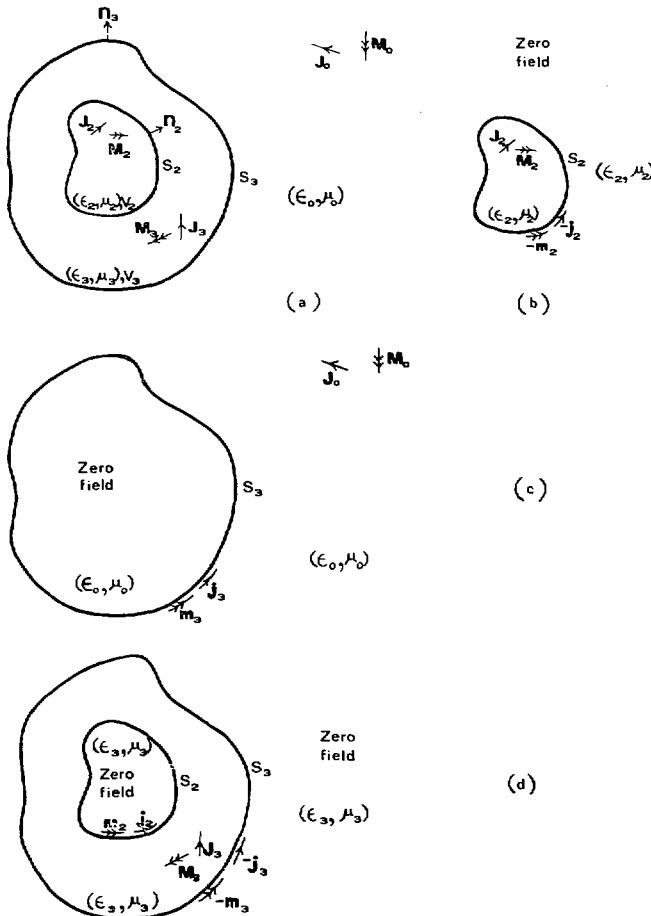 n₃
J₀ M₀
Zero
field
J₂
M₂
n₂
S₂
S₃
(ϵ₂,μ₂),V₂
M₃ J₃
(ϵ₃,μ₃),V₃
(ϵ₀,μ₀)
(a)
J₂
M₂
S₂
(ϵ₂,μ₂)
(ϵ₂,μ₂)
-j₂
-m₂
(b)
J₀ M₀
Zero
field
S₃
(c)
(ϵ₀,μ₀)
(ϵ₀,μ₀)
j₃
m₃
(ϵ₃,μ₃)
Zero
field
S₂
S₃
m₂ j₂
Zero
field
(d)
(ϵ₃,μ₃)
J₃
M₃
-j₃
(ϵ₃,μ₃)
-m₃